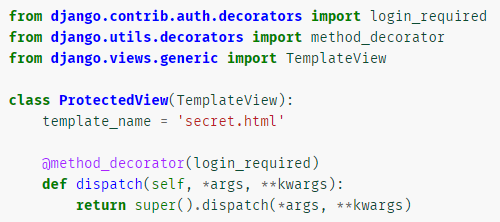 from django.contrib.auth.decorators import login_required
from django.utils.decorators import method_decorator
from django.views.generic import TemplateView

class ProtectedView(TemplateView):
    template_name = 'secret.html'

    @method_decorator(login_required)
    def dispatch(self, *args, **kwargs):
        return super().dispatch(*args, **kwargs)